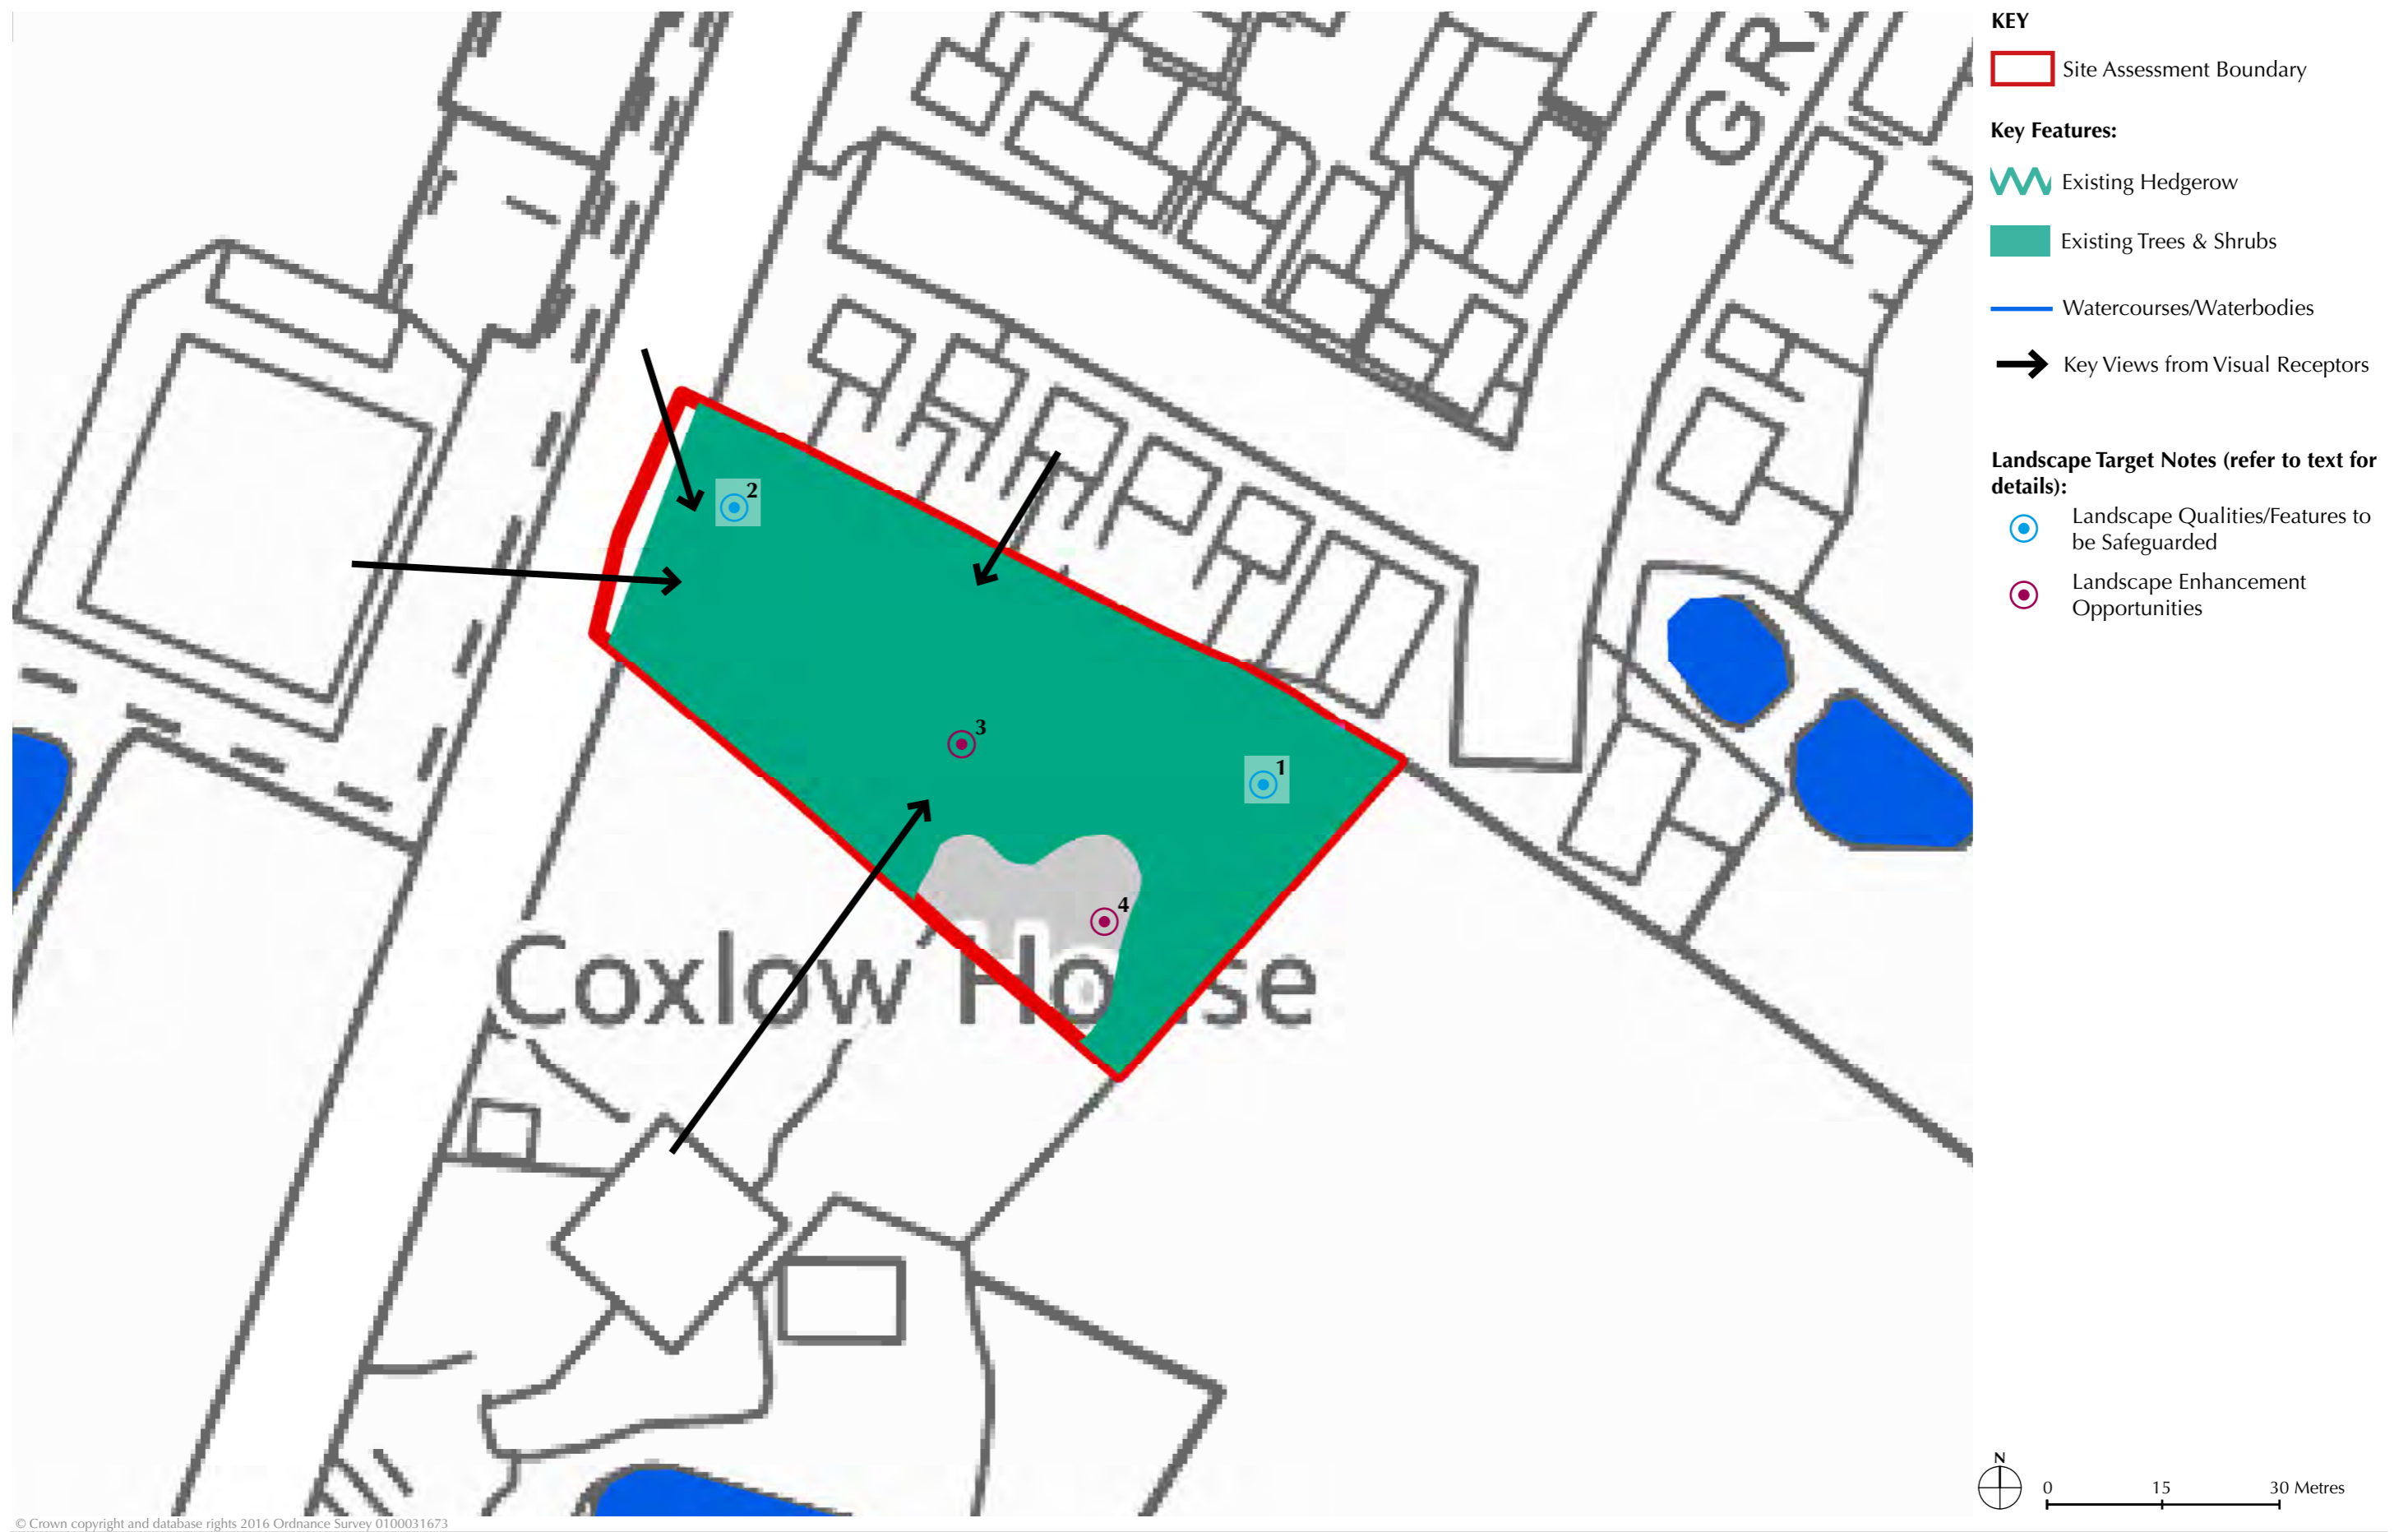 KEY
Site Assessment Boundary
Key Features:
Existing Hedgerow
Existing Trees & Shrubs
Watercourses/Waterbodies
Key Views from Visual Receptors
Landscape Target Notes (refer to text for
details):
Landscape Qualities/Features to
be Safeguarded
Landscape Enhancement
Opportunities
GR
2
3
1
4
Coxlow House
N
0 15 30 Metres
© Crown copyright and database rights 2016 Ordnance Survey 0100031673